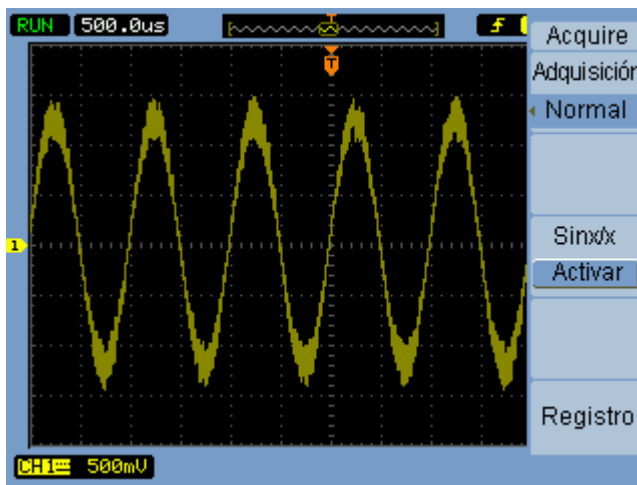 RUN 500.0us
T
Acquire
Adquisición
Normal
1
Sinx/x
Activar
Registro
CH1 500mV